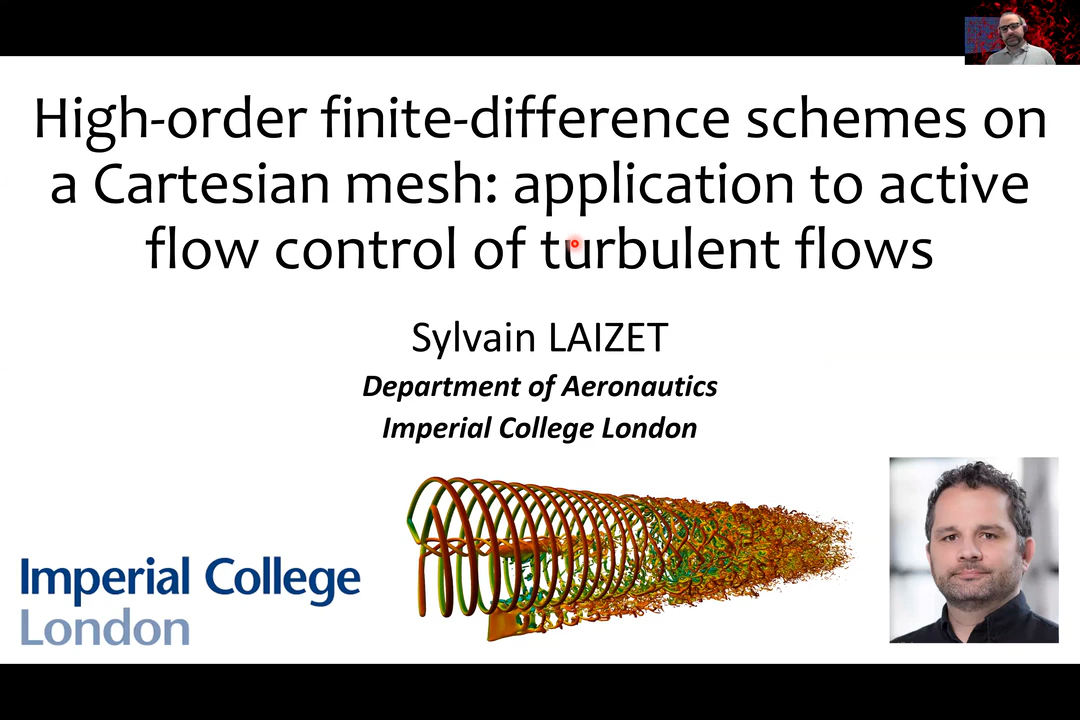 High-order finite-difference schemes on
a Cartesian mesh: application to active
flow control of turbulent flows
Sylvain LAIZET
Department of Aeronautics
Imperial College London
Imperial College
London